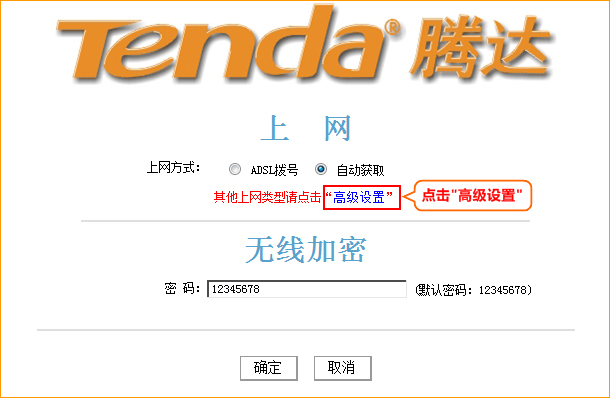 Tenda® 腾达
上 网
上网方式： ADSL拨号 自动获取
其他上网类型请点击“高级设置” 点击"高级设置"
无线加密
密 码： 12345678 (默认密码：12345678)
确定 取消